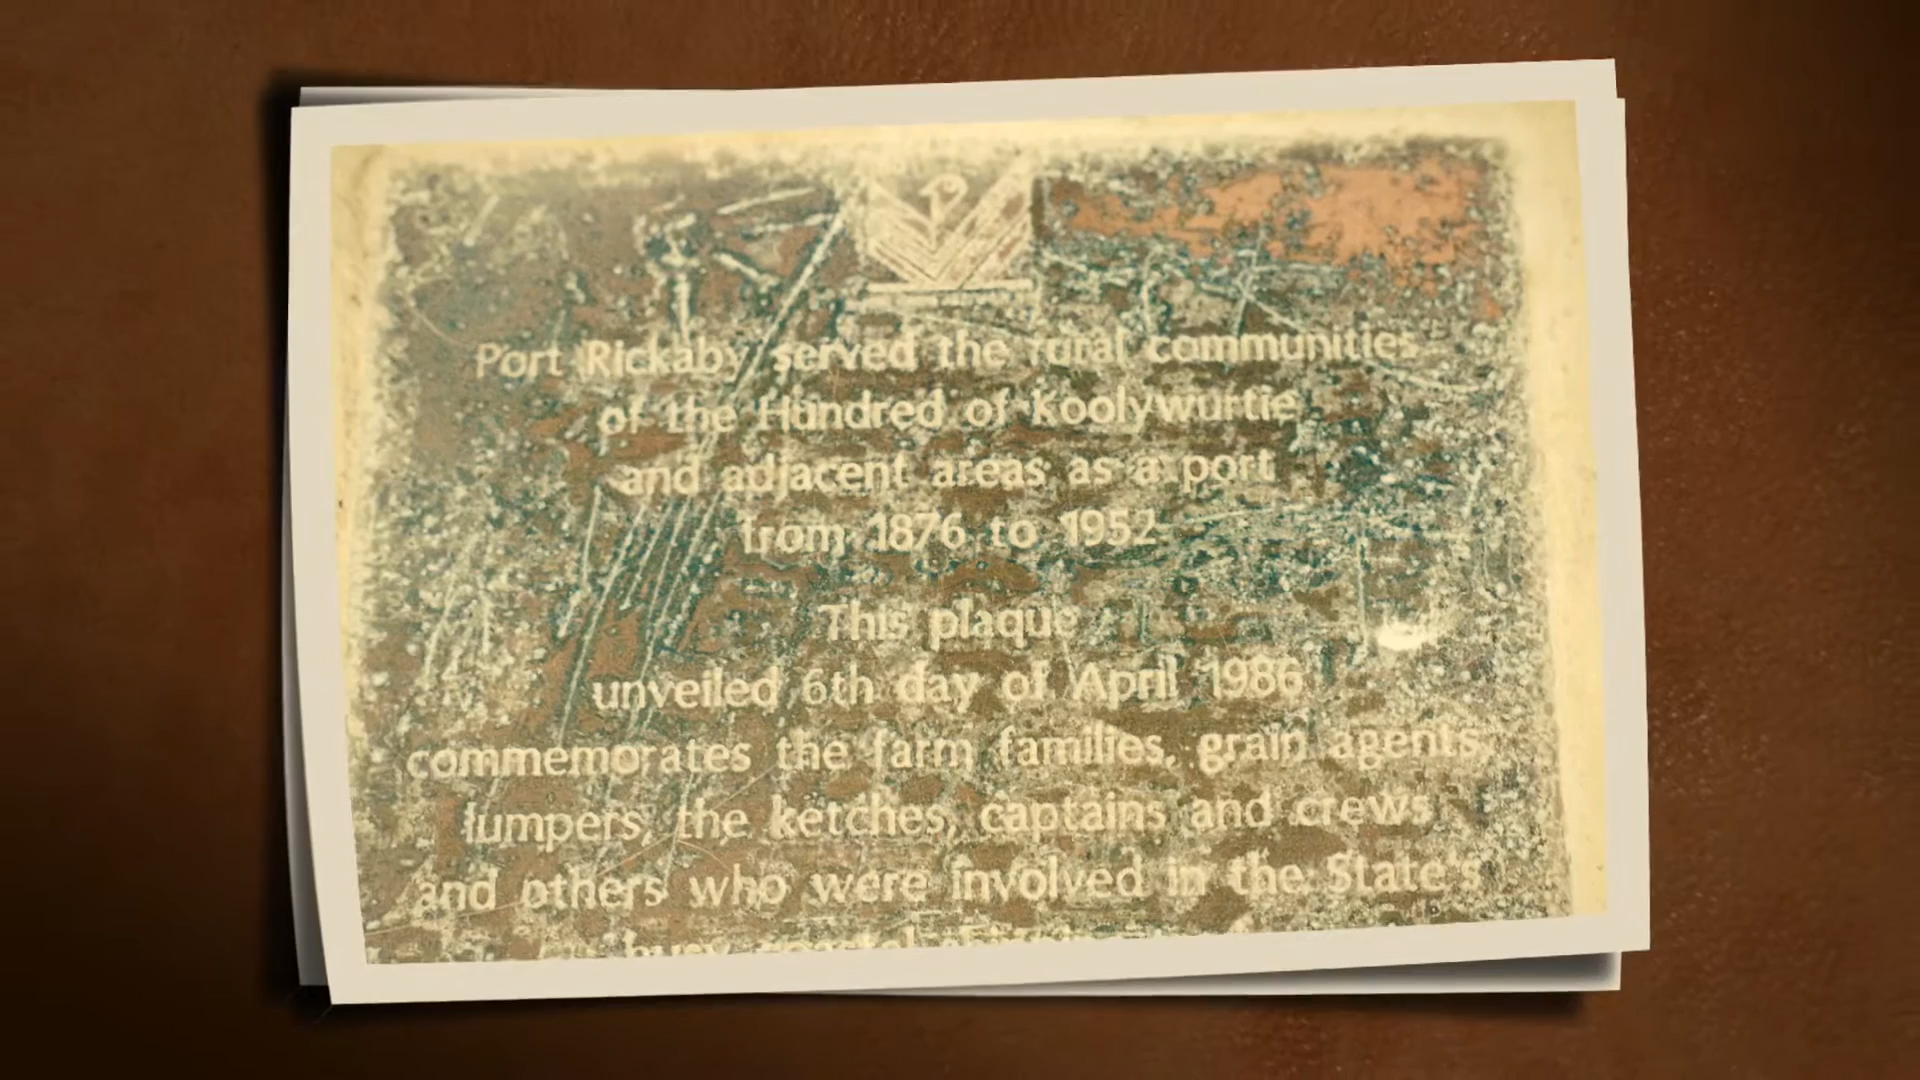 Port Rickaby served the rural communities
of the Hundred of Koolywurtie
and adjacent areas as a port
from 1876 to 1952
This plaque
unveiled 6th day of April 1986
commemorates the farm families, grain agents,
lumpers, the ketches, captains and crews
and others who were involved in the State's